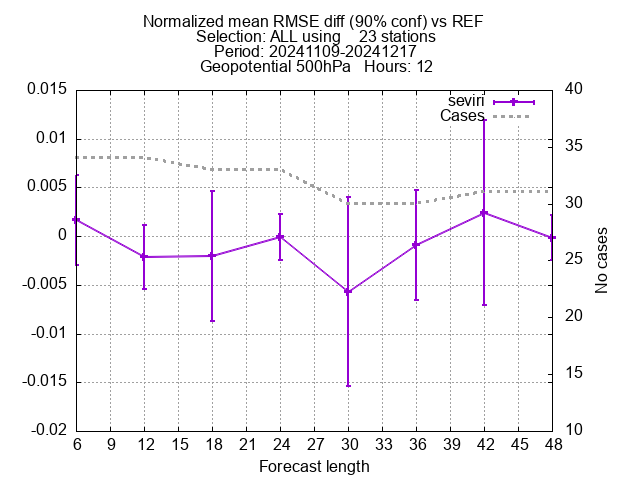 Normalized mean RMSE diff (90% conf) vs REF
Selection: ALL using    23 stations
Period: 20241109-20241217
Geopotential 500hPa   Hours: 12
seviri
Cases
0.015
0.01
0.005
0
-0.005
-0.01
-0.015
-0.02
40
35
30
25
20
15
10
No cases
6 9 12 15 18 21 24 27 30 33 36 39 42 45 48
Forecast length